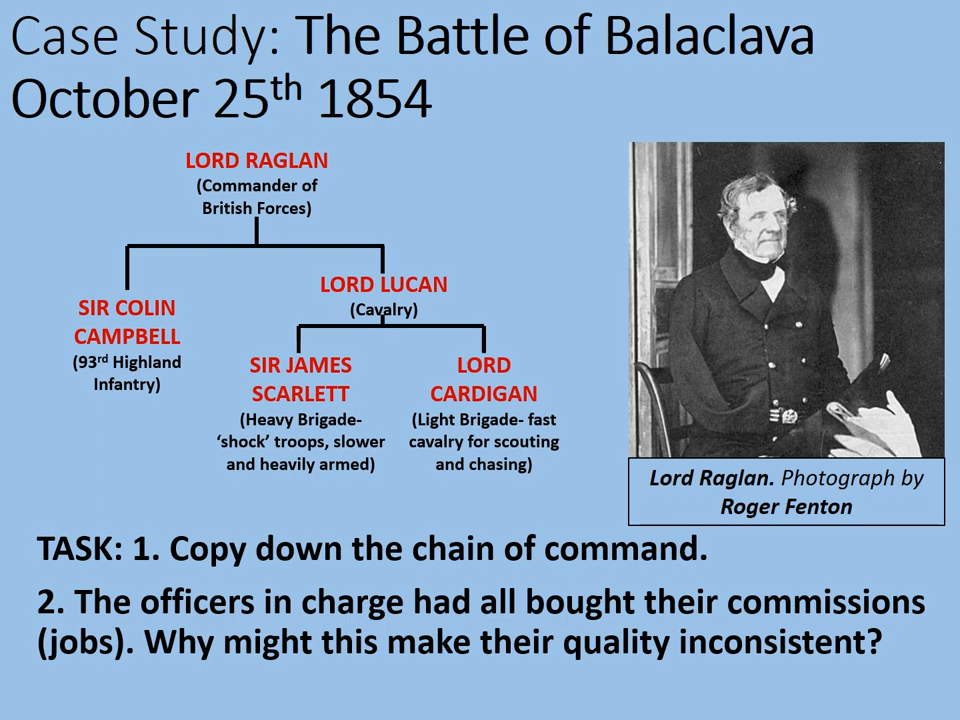 Case Study: The Battle of Balaclava
October 25th 1854
LORD RAGLAN
(Commander of
British Forces)
LORD LUCAN
(Cavalry)
SIR COLIN
CAMPBELL
(93rd Highland
Infantry)
SIR JAMES
SCARLETT
(Heavy Brigade-
‘shock’ troops, slower
and heavily armed)
LORD
CARDIGAN
(Light Brigade- fast
cavalry for scouting
and chasing)
Lord Raglan. Photograph by
Roger Fenton
TASK: 1. Copy down the chain of command.
2. The officers in charge had all bought their commissions
(jobs). Why might this make their quality inconsistent?